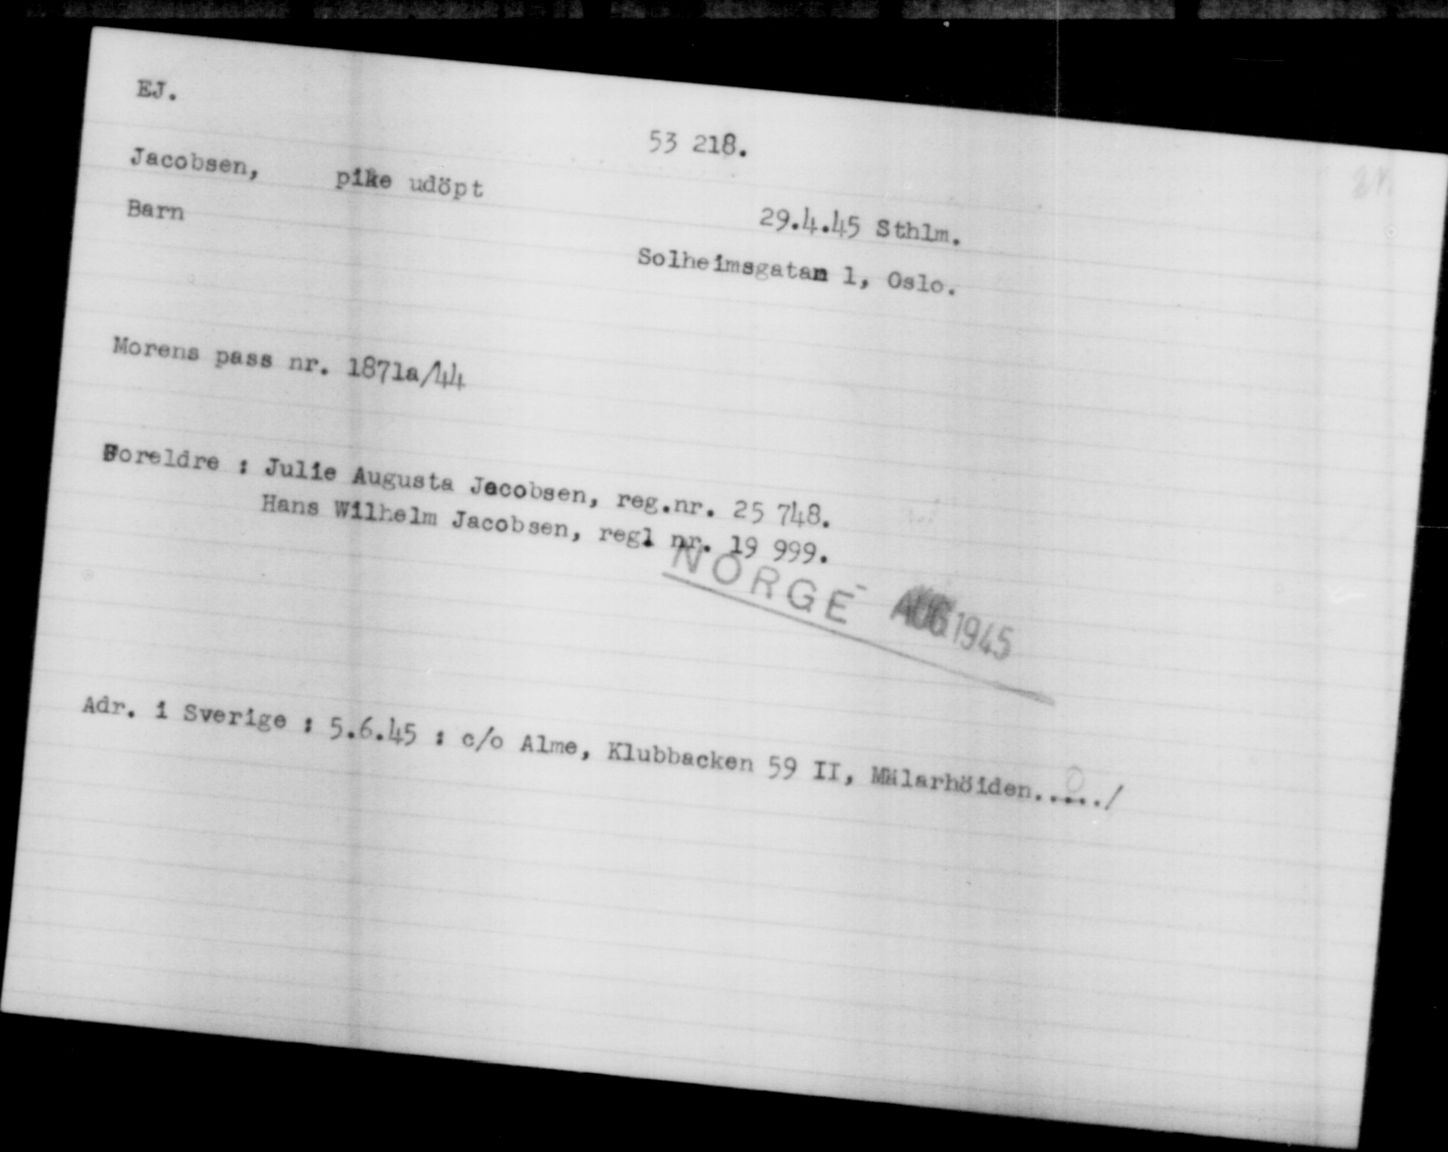 EJ.
53 218.
Jacobsen, pike udöpt
29.4.45 Sthlm.
Barn
Solheimsgatan 1, Oslo.
Morens pass nr. 1871a/44
Foreldre : Julie Augusta Jacobsen, reg.nr. 25 748.
Hans Wilhelm Jacobsen, regl nr. 19 999.
NORGE - AUG 1945
Adr. i Sverige : 5.6.45 : c/o Alme, Klubbacken 59 II, Mälarhöiden...../